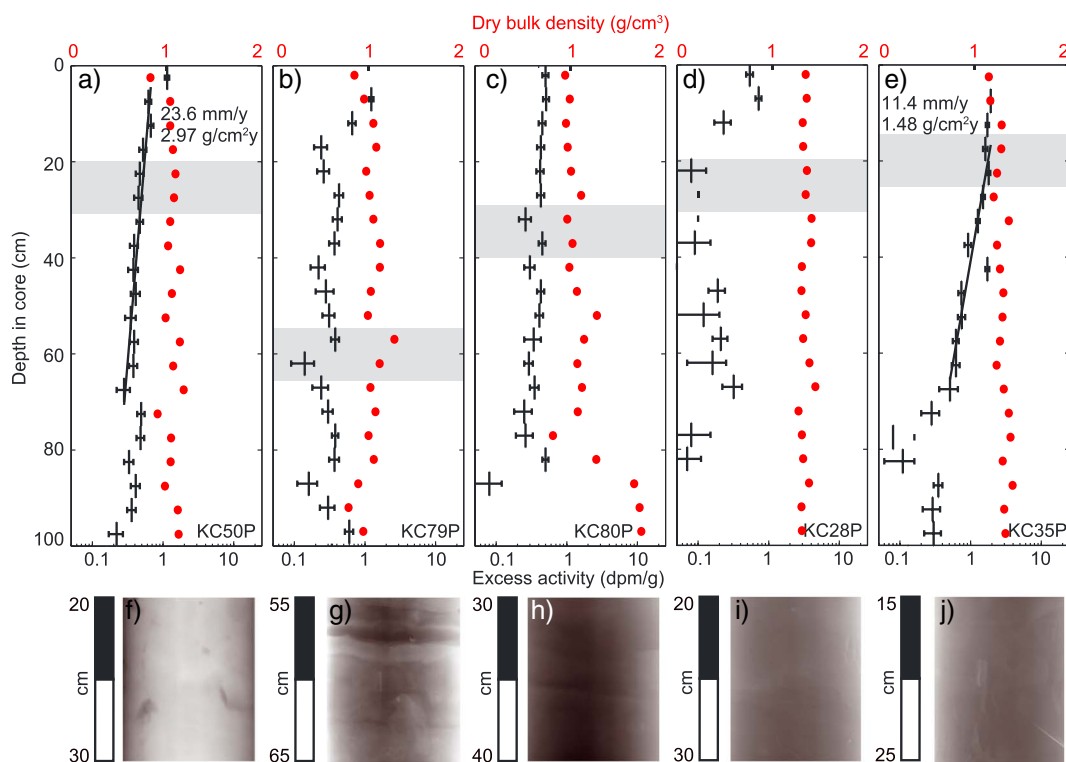 Dry bulk density (g/cm³)
0 1 2 0 1 2 0 1 2 0 1 2 0 1 2
a) b) c) d) e)
23.6 mm/y
2.97 g/cm²y
11.4 mm/y
1.48 g/cm²y
Depth in core (cm)
0
20
40
60
80
100
KC50P KC79P KC80P KC28P KC35P
0.1 1 10 0.1 1 10 0.1 1 10 0.1 1 10 0.1 1 10
Excess activity (dpm/g)
f) g) h) i) j)
20 55 30 20 15
cm cm cm cm cm
30 65 40 30 25